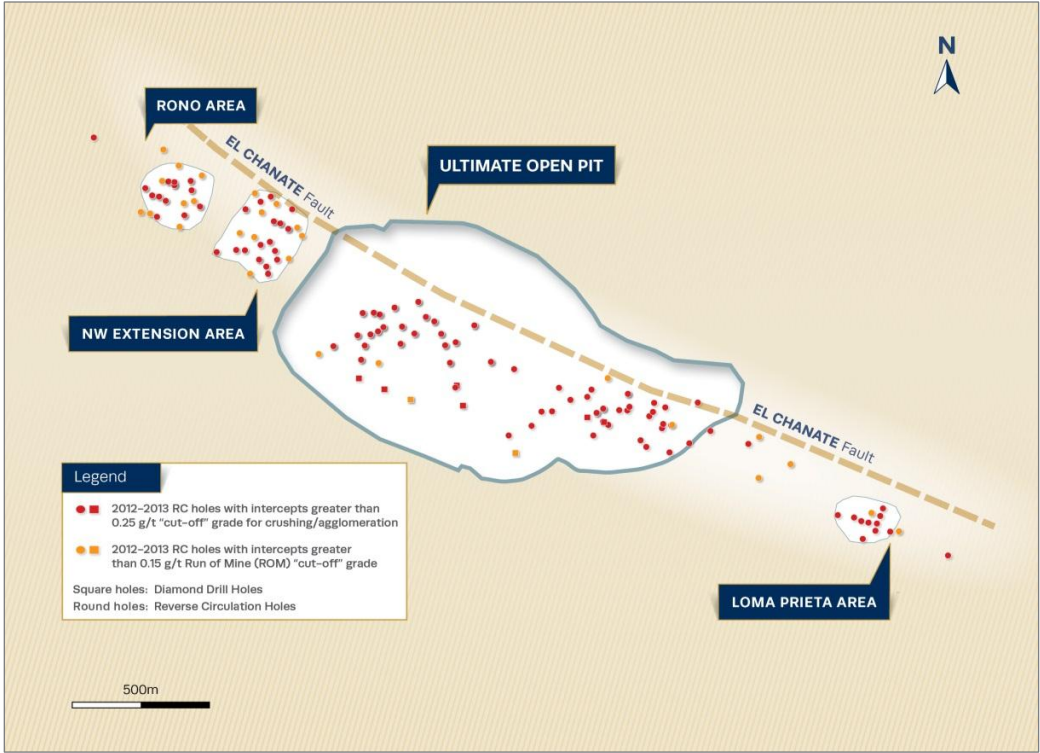 N
RONO AREA
EL CHANATE Fault
ULTIMATE OPEN PIT
NW EXTENSION AREA
EL CHANATE Fault
Legend
2012–2013 RC holes with intercepts greater than
0.25 g/t “cut-off” grade for crushing/agglomeration
2012–2013 RC holes with intercepts greater
than 0.15 g/t Run of Mine (ROM) “cut-off” grade
Square holes: Diamond Drill Holes
Round holes: Reverse Circulation Holes
LOMA PRIETA AREA
500m